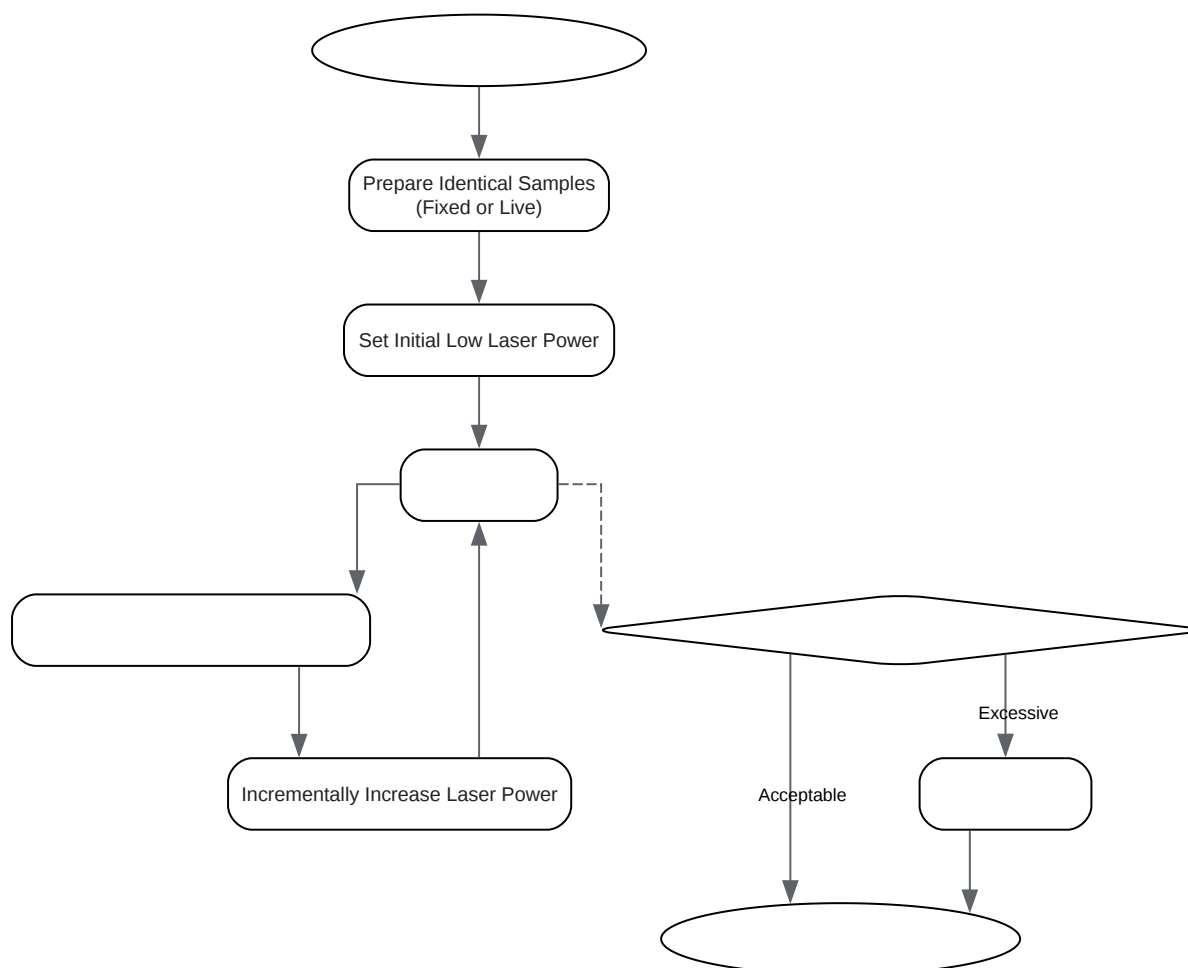 Prepare Identical Samples
(Fixed or Live)
Set Initial Low Laser Power
Excessive
Incrementally Increase Laser Power
Acceptable